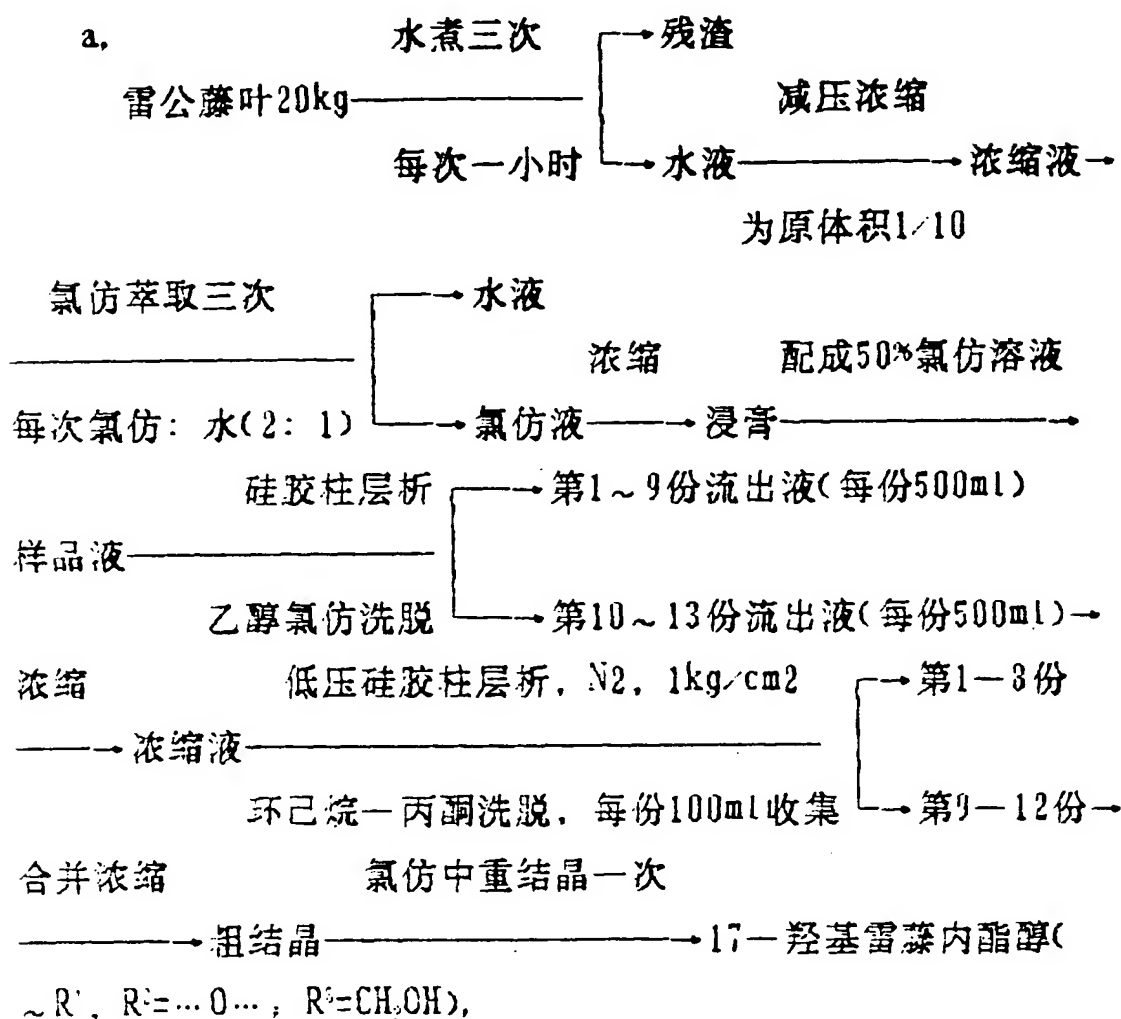 a.
水煮三次 残渣
雷公藤叶20kg 减压浓缩
每次一小时 水液 浓缩液
为原体积1/10
氯仿萃取三次 水液
浓缩 配成50%氯仿溶液
每次氯仿: 水(2: 1) 氯仿液 浸膏
硅胶柱层析 第1~9份流出液(每份500ml)
样品液
乙醇氯仿洗脱 第10~13份流出液(每份500ml)
浓缩 低压硅胶柱层析, N2, 1kg/cm2 第1-8份
浓缩液
环己烷-丙酮洗脱, 每份100ml收集 第9-12份
合并浓缩 氯仿中重结晶一次
粗结晶 17-羟基雷藤内酯醇(
~R¹, R²=…O…; R³=CH₂OH),